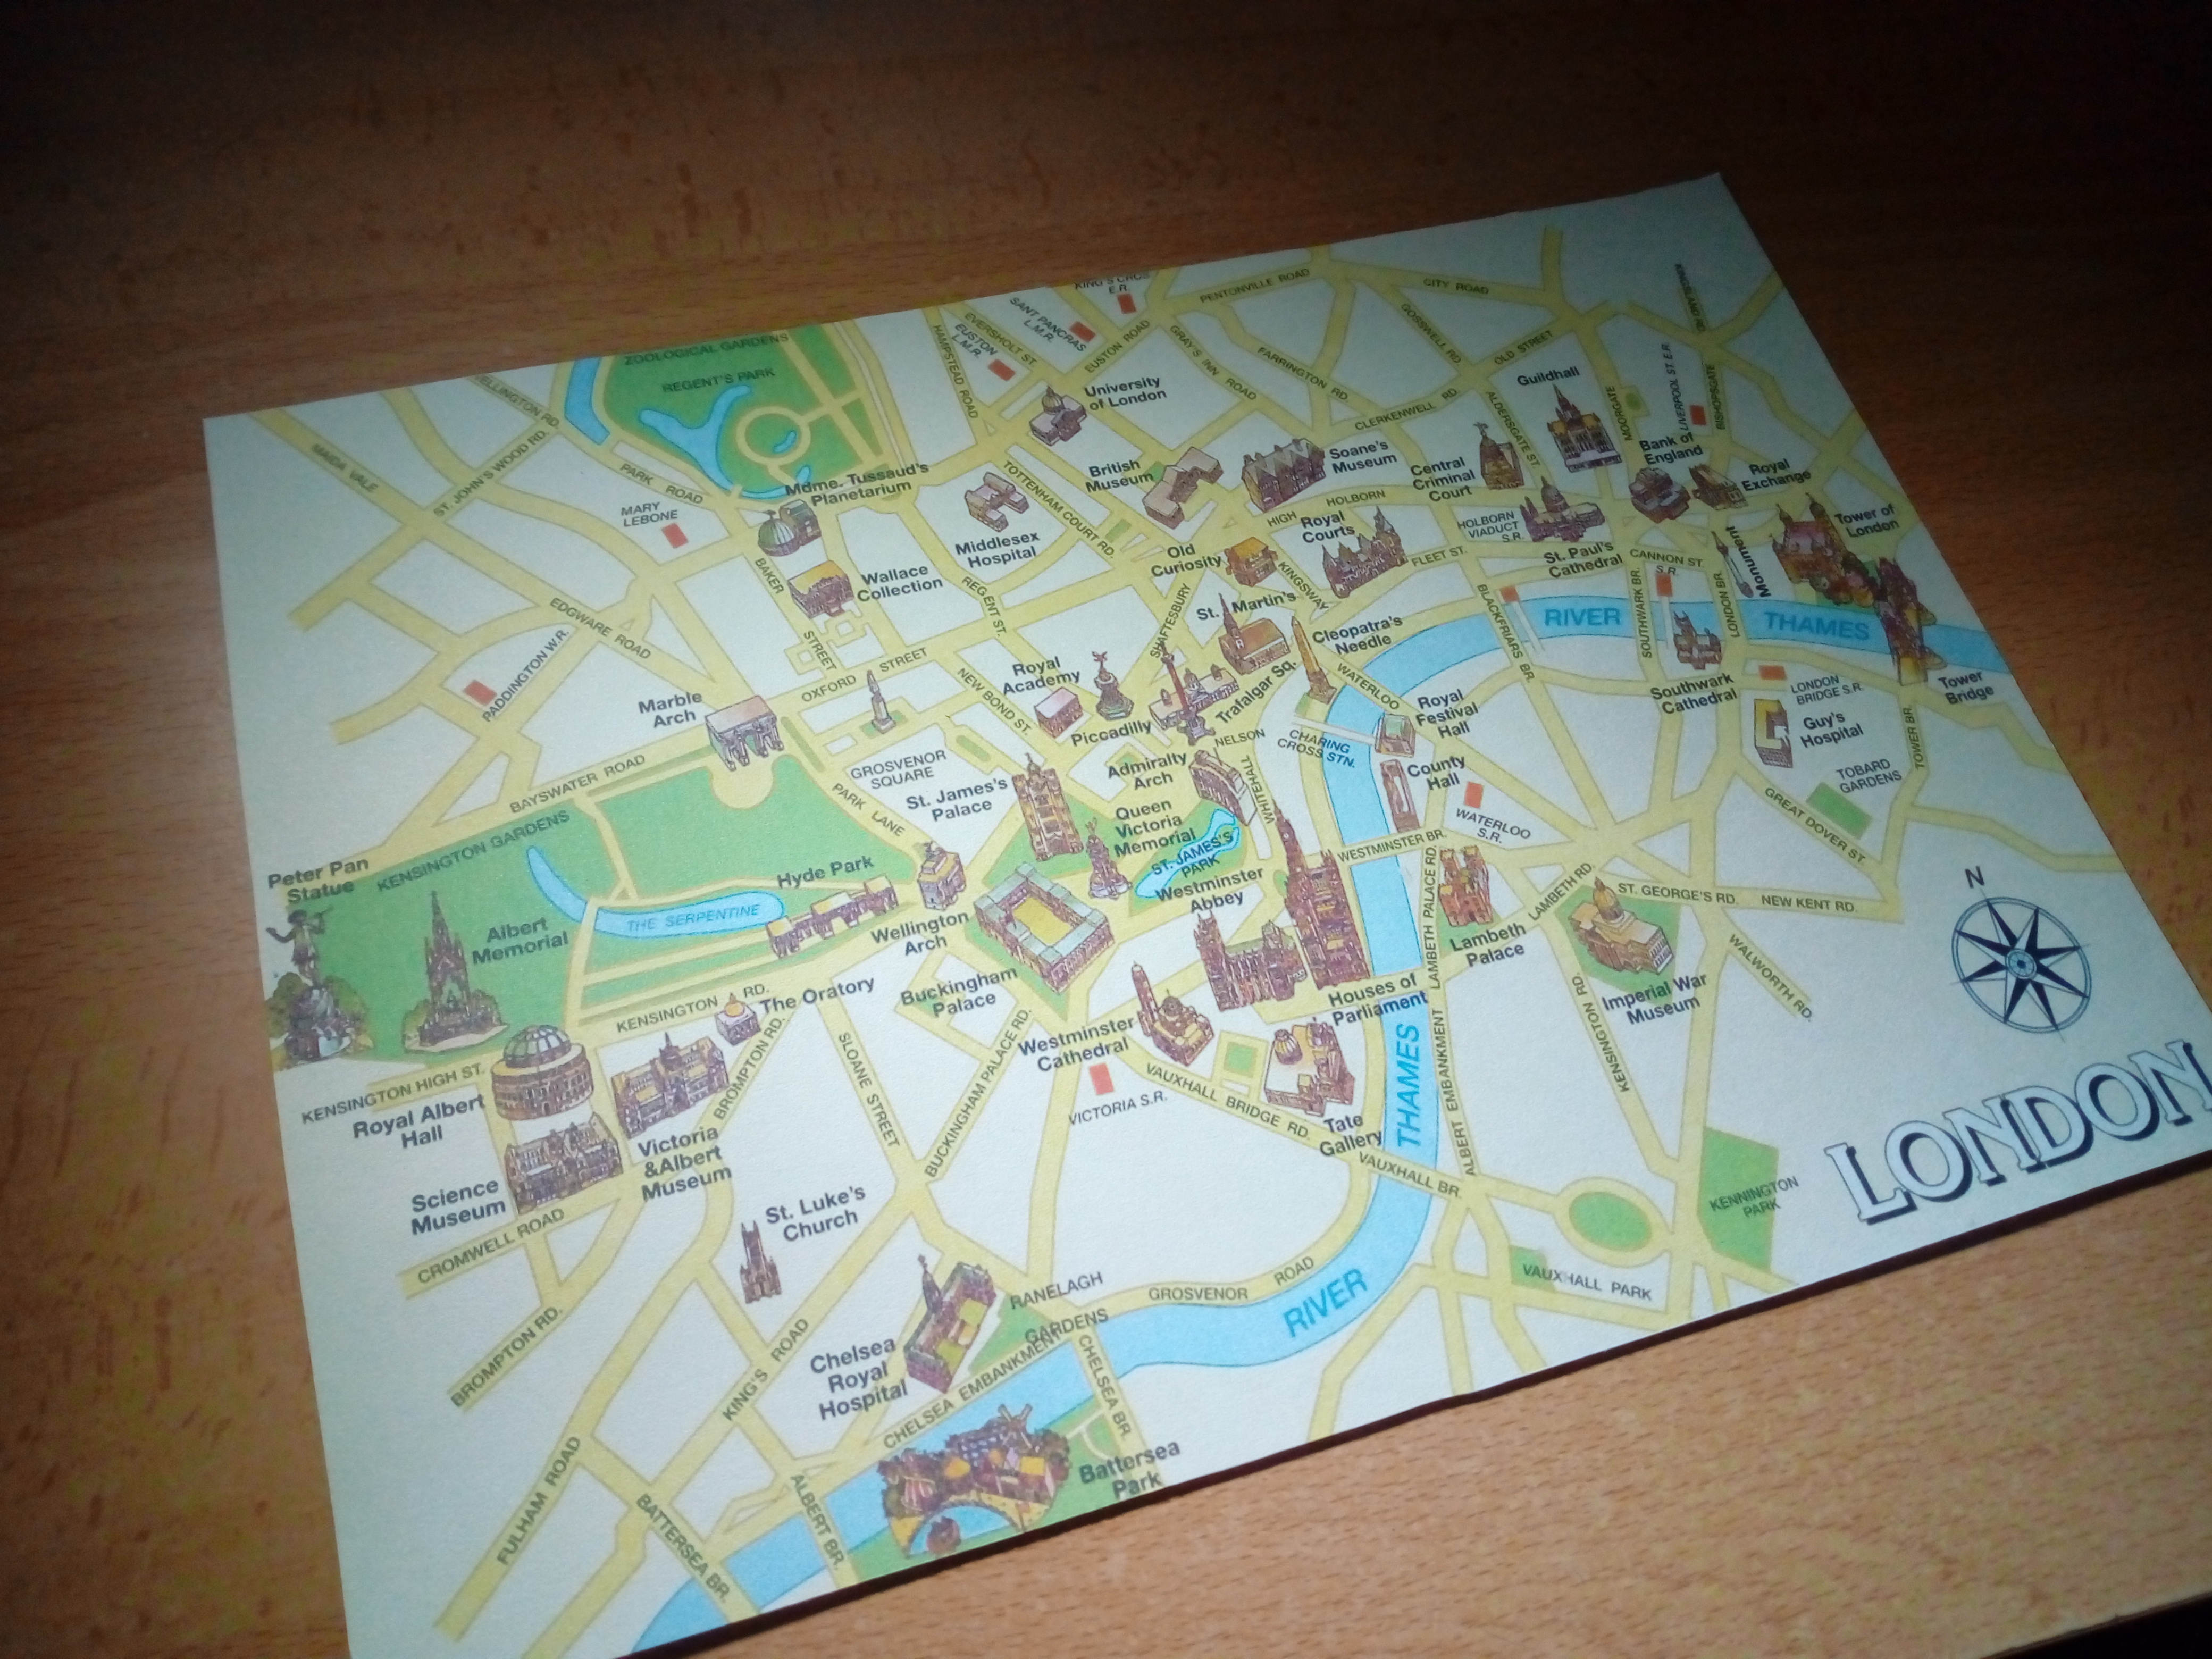 KING'S CROS
E.R.
SANT PANCRAS
L.M.R.
EVERSHOLT ST.
EUSTON
L.M.R.
HAMPSTEAD ROAD
EUSTON ROAD
PENTONVILLE ROAD
CITY ROAD
GRAY'S INN ROAD
FARRINGTON RD.
GOSSWELL RD
OLD STREET
CLERKENWELL RD.
ALDERSGATE ST.
MOORGATE
LIVERPOOL ST E.R.
BISHOPSGATE
ZOOLOGICAL GARDENS
REGENT'S PARK
WELLINGTON RD.
MAIDA VALE
ST. JOHN'S WOOD RD.
PARK ROAD
MARY
LEBONE
Mdme. Tussaud's
Planetarium
University
of London
British
Museum
Soane's
Museum
Central
Criminal
Court
Guildhall
Bank of
England
Royal
Exchange
Tower of
London
TOTTENHAM COURT RD.
Middlesex
Hospital
HIGH HOLBORN
Royal
Courts
HOLBORN
VIADUCT
S.R.
FLEET ST.
St. Paul's
Cathedral
CANNON ST.
S.R.
Monument
Old
Curiosity
KINGSWAY
BAKER
STREET
Wallace
Collection
REGENT ST.
EDGWARE ROAD
PADDINGTON W.R.
SHAFTESBURY
St. Martin's
Cleopatra's
Needle
BLACKFRIARS BR.
RIVER
SOUTHWARK BR.
LONDON BR.
THAMES
Marble
Arch
OXFORD STREET
NEW BOND ST.
Royal
Academy
Piccadilly
Trafalgar Sq.
NELSON
WATERLOO
CHARING
CROSS STN.
Royal
Festival
Hall
Southwark
Cathedral
LONDON
BRIDGE S.R.
Tower
Bridge
Guy's
Hospital
TOWER BR.
TOBARD
GARDENS
GREAT DOVER ST.
BAYSWATER ROAD
GROSVENOR
SQUARE
PARK LANE
St. James's
Palace
Admiralty
Arch
WHITEHALL
County
Hall
WATERLOO
S.R.
Queen
Victoria
Memorial
ST. JAMES'S
PARK
WESTMINSTER BR.
Peter Pan
Statue
KENSINGTON GARDENS
Albert
Memorial
THE SERPENTINE
Hyde Park
Wellington
Arch
Westminster
Abbey
LAMBETH PALACE RD.
Lambeth
Palace
LAMBETH RD.
ST. GEORGE'S RD.
NEW KENT RD.
WALWORTH RD.
Imperial War
Museum
KENSINGTON RD.
N
Buckingham
Palace
Houses of
Parliament
KENSINGTON RD.
The Oratory
BROMPTON RD.
SLOANE STREET
BUCKINGHAM PALACE RD.
Westminster
Cathedral
VICTORIA S.R.
VAUXHALL BRIDGE RD.
Tate
Gallery
THAMES
ALBERT EMBANKMENT
KENSINGTON HIGH ST.
Royal Albert
Hall
Victoria
&Albert
Museum
Science
Museum
CROMWELL ROAD
BROMPTON RD.
St. Luke's
Church
VAUXHALL BR.
KENNINGTON
PARK
LONDON
VAUXHALL PARK
RANELAGH
GARDENS
GROSVENOR ROAD
RIVER
Chelsea
Royal
Hospital
CHELSEA EMBANKMENT
CHELSEA BR.
KING'S ROAD
FULHAM ROAD
BATTERSEA BR.
ALBERT BR.
Battersea
Park